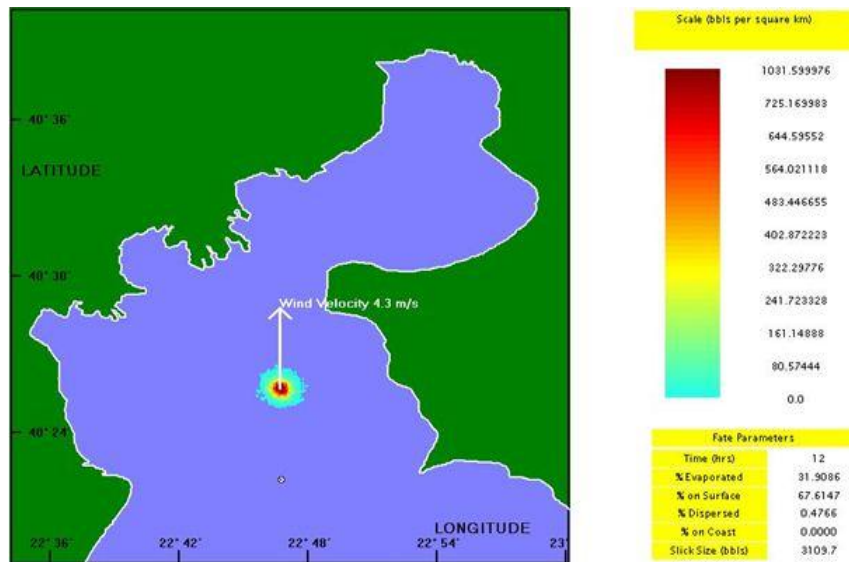 40° 36'
LATITUDE
40° 30'
Wind Velocity 4.3 m/s
40° 24'
LONGITUDE
22° 36'
22° 42'
22° 48'
22° 54'
23°
Scale (bbls per square km)
1031.599976
725.169983
644.59552
564.021118
483.446655
402.872223
322.29776
241.723328
161.14888
80.57444
0.0
Fate Parameters
Time (hrs) 12
% Evaporated 31.9086
% on Surface 67.6147
% Dispersed 0.4766
% on Coast 0.0000
Slick Size (bbls) 3109.7